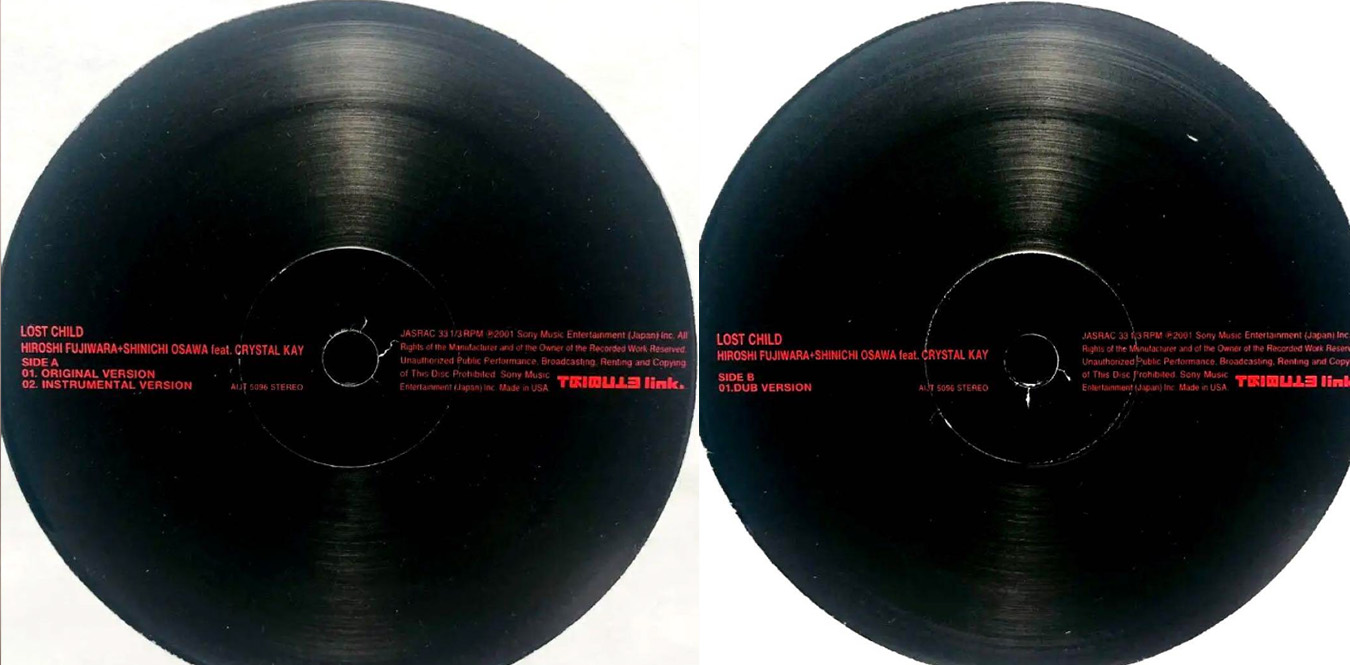 LOST CHILD
HIROSHI FUJIWARA+SHINICHI OSAWA feat. CRYSTAL KAY
SIDE A
01. ORIGINAL VERSION
02. INSTRUMENTAL VERSION
AIJT 5096 STEREO
JASRAC 33 1/3 RPM ℗2001 Sony Music Entertainment (Japan) Inc. All
Rights of the Manufacturer and of the Owner of the Recorded Work Reserved.
Unauthorized Public Performance, Broadcasting, Renting and Copying
of This Disc Prohibited. Sony Music
Entertainment (Japan) Inc. Made in USA.
TRIBUTE link.
LOST CHILD
HIROSHI FUJIWARA+SHINICHI OSAWA feat. CRYSTAL KAY
SIDE B
01.DUB VERSION
AIJT 5096 STEREO
JASRAC 33 1/3 RPM ℗2001 Sony Music Entertainment (Japan) Inc
Rights of the Manufacturer and of the Owner of the Recorded Work Reserve
Unauthorized Public Performance, Broadcasting, Renting and Copy
of This Disc Prohibited. Sony Music
Entertainment (Japan) Inc. Made in USA.
TRIBUTE link